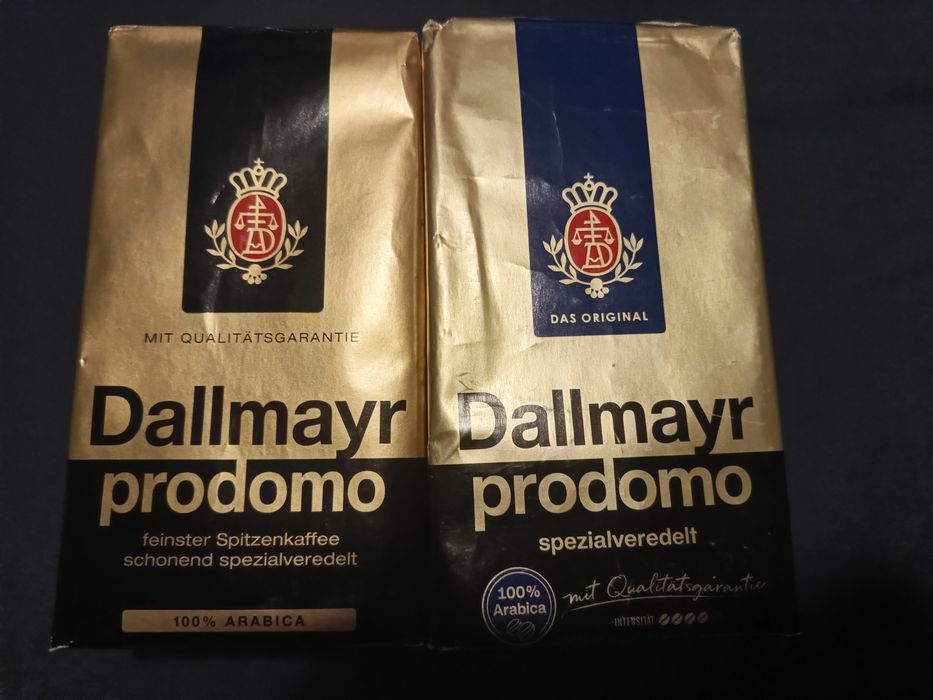 MIT QUALITÄTSGARANTIE
Dallmayr
prodomo
feinster Spitzenkaffee
schonend spezialveredelt
100% ARABICA
DAS ORIGINAL
Dallmayr
prodomo
spezialveredelt
100%
Arabica
mit Qualitätsgarantie
INTENSITÄT